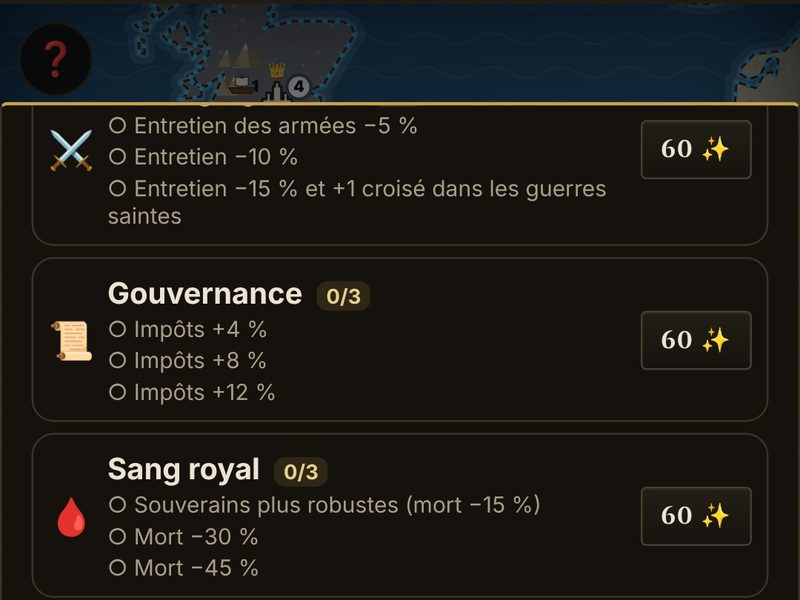 ?
4
○ Entretien des armées −5 %
○ Entretien −10 %
○ Entretien −15 % et +1 croisé dans les guerres
saintes
60 ✨
Gouvernance 0/3
○ Impôts +4 %
○ Impôts +8 %
○ Impôts +12 %
60 ✨
Sang royal 0/3
○ Souverains plus robustes (mort −15 %)
○ Mort −30 %
○ Mort −45 %
60 ✨